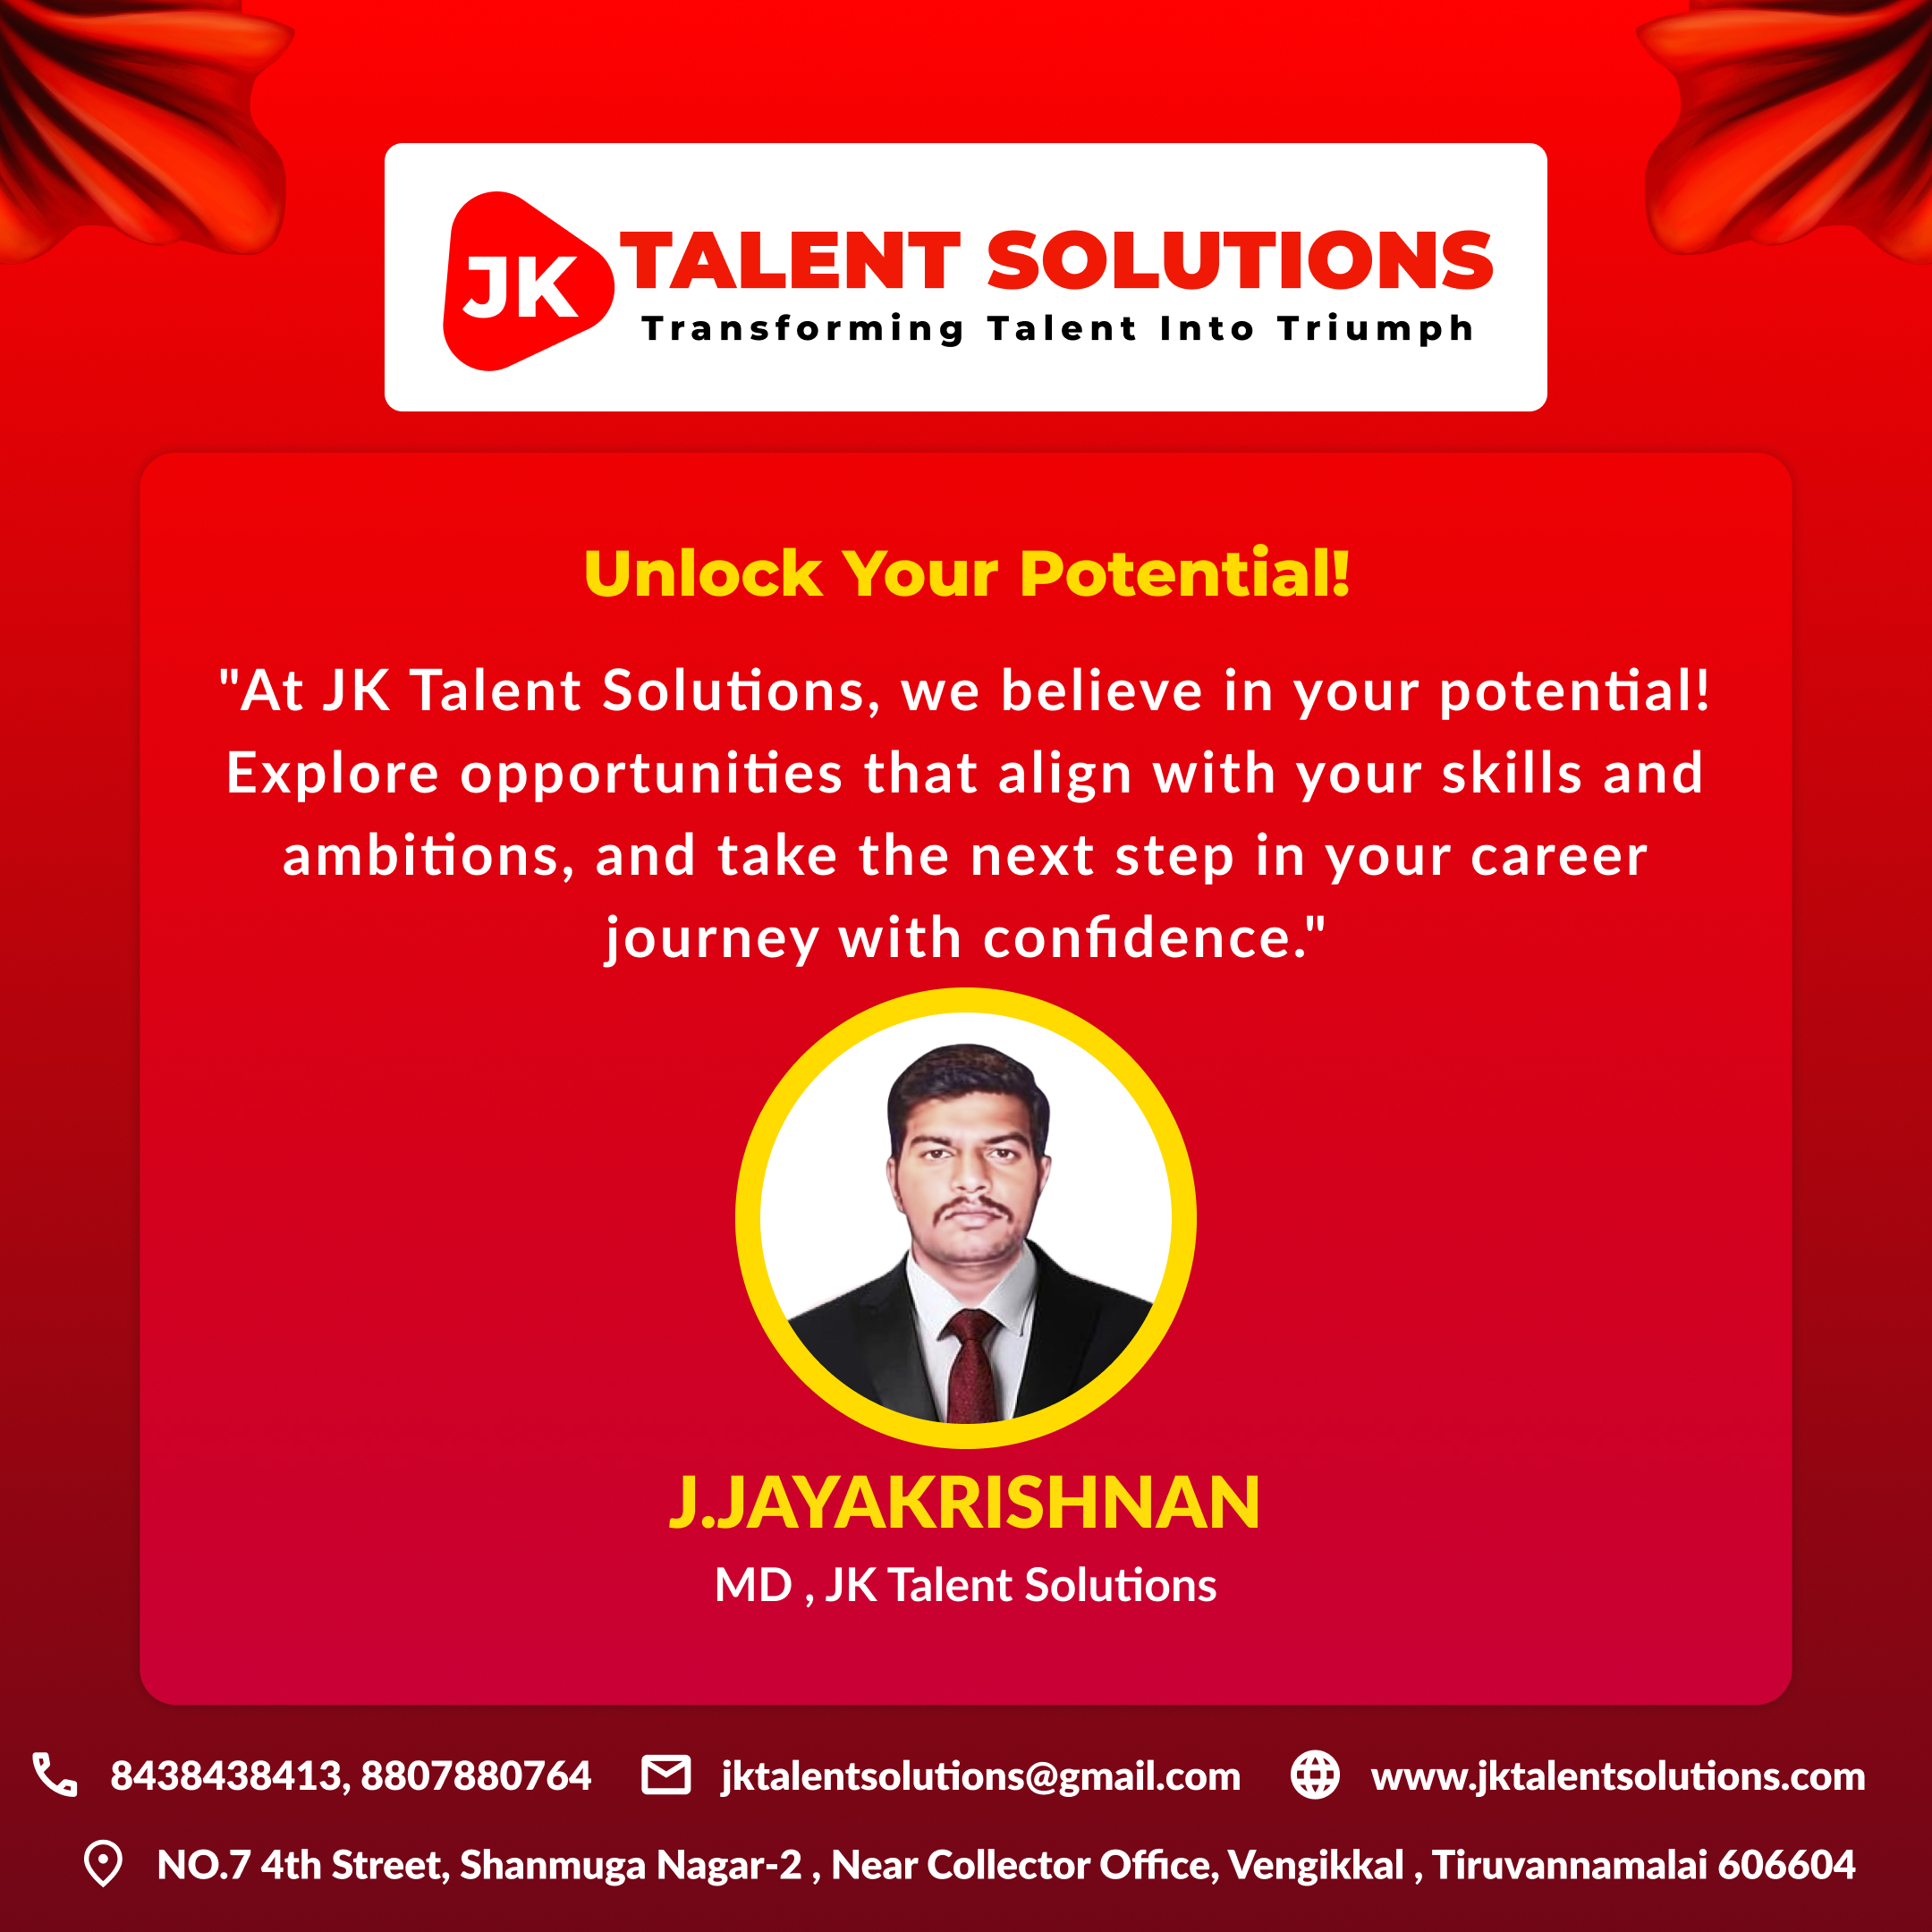 JK
TALENT SOLUTIONS
Transforming Talent Into Triumph
Unlock Your Potential!
"At JK Talent Solutions, we believe in your potential!
Explore opportunities that align with your skills and
ambitions, and take the next step in your career
journey with confidence."
J.JAYAKRISHNAN
MD , JK Talent Solutions
8438438413, 8807880764 jktalentsolutions@gmail.com www.jktalentsolutions.com
NO.7 4th Street, Shanmuga Nagar-2 , Near Collector Office, Vengikkal , Tiruvannamalai 606604